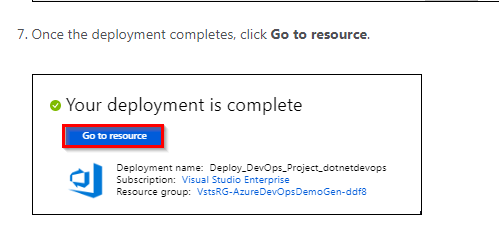 7. Once the deployment completes, click Go to resource.
Your deployment is complete
Go to resource
Deployment name: Deploy_DevOps_Project_dotnetdevops
Subscription: Visual Studio Enterprise
Resource group: VstsRG-AzureDevOpsDemoGen-ddf8